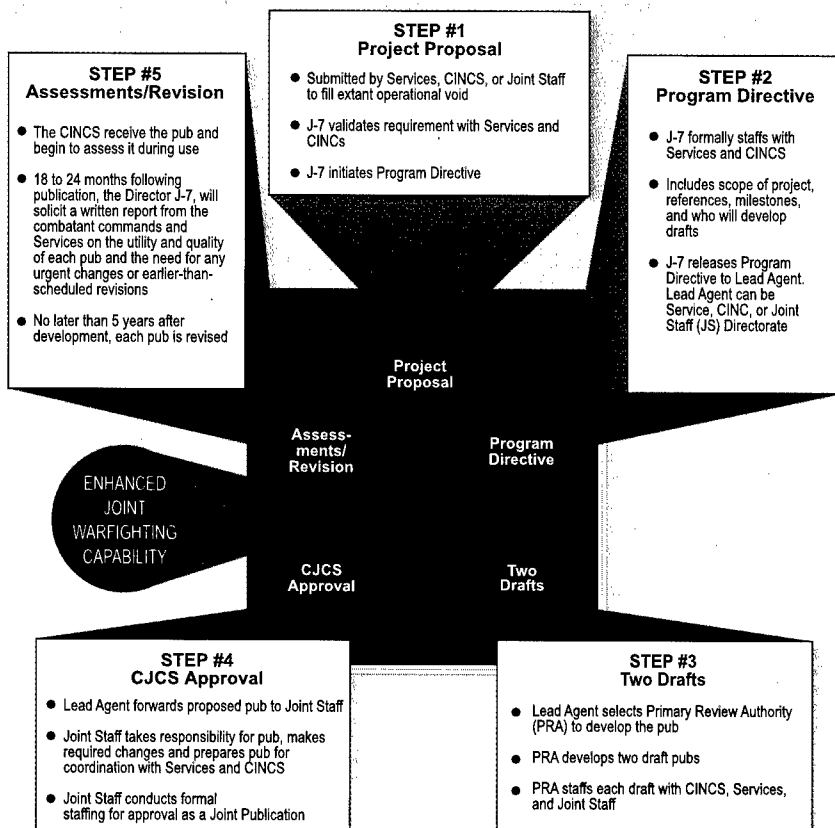 STEP #1
Project Proposal
● Submitted by Services, CINCS, or Joint Staff
to fill extant operational void
● J-7 validates requirement with Services and
CINCs
● J-7 initiates Program Directive
STEP #5
Assessments/Revision
● The CINCS receive the pub and
begin to assess it during use
● 18 to 24 months following
publication, the Director J-7, will
solicit a written report from the
combatant commands and
Services on the utility and quality
of each pub and the need for any
urgent changes or earlier-than-
scheduled revisions
● No later than 5 years after
development, each pub is revised
STEP #2
Program Directive
● J-7 formally staffs with
Services and CINCS
● Includes scope of project,
references, milestones,
and who will develop
drafts
● J-7 releases Program
Directive to Lead Agent.
Lead Agent can be
Service, CINC, or Joint
Staff (JS) Directorate
Project
Proposal
Assess-
ments/
Revision
Program
Directive
ENHANCED
JOINT
WARFIGHTING
CAPABILITY
CJCS
Approval
Two
Drafts
STEP #4
CJCS Approval
● Lead Agent forwards proposed pub to Joint Staff
● Joint Staff takes responsibility for pub, makes
required changes and prepares pub for
coordination with Services and CINCS
● Joint Staff conducts formal
staffing for approval as a Joint Publication
STEP #3
Two Drafts
● Lead Agent selects Primary Review Authority
(PRA) to develop the pub
● PRA develops two draft pubs
● PRA staffs each draft with CINCS, Services,
and Joint Staff